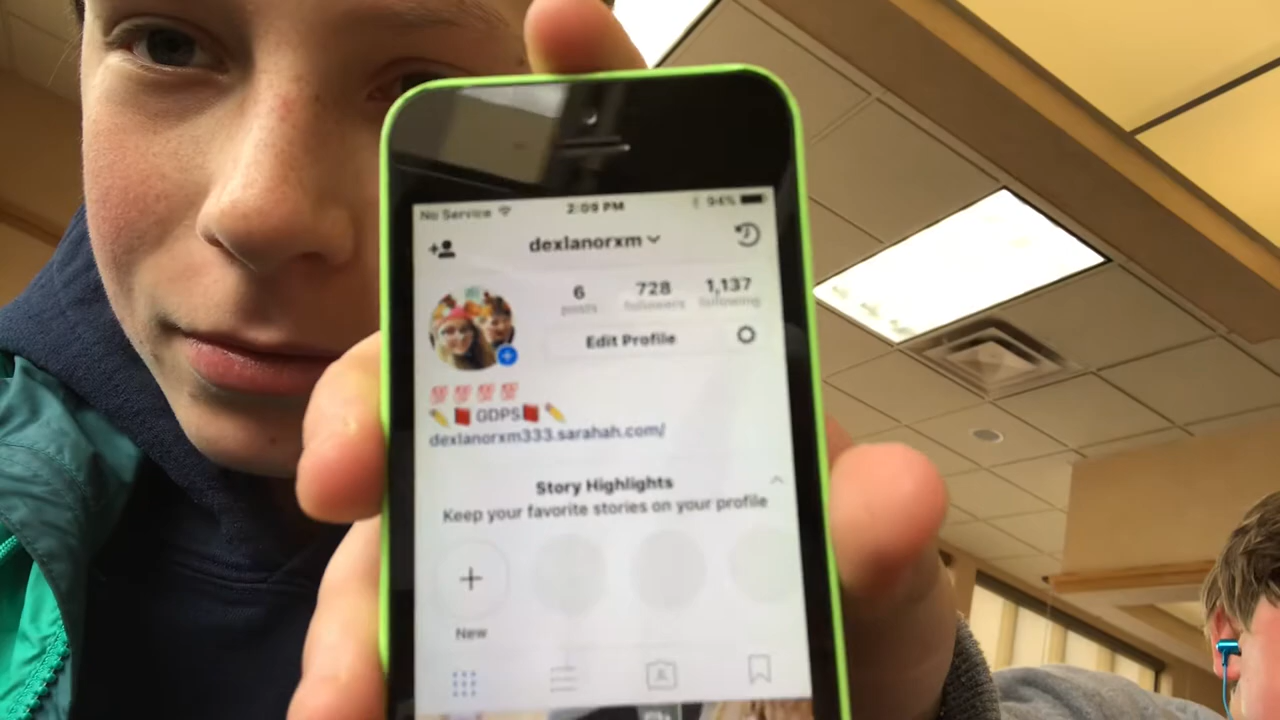 No Service 2:09 PM 94%
dexlanorxm
6 728 1,137
posts followers following
Edit Profile
💯 💯 💯 💯
✏️ 📕 GDPS 📕 ✏️
dexlanorxm333.sarahah.com/
Story Highlights
Keep your favorite stories on your profile
New